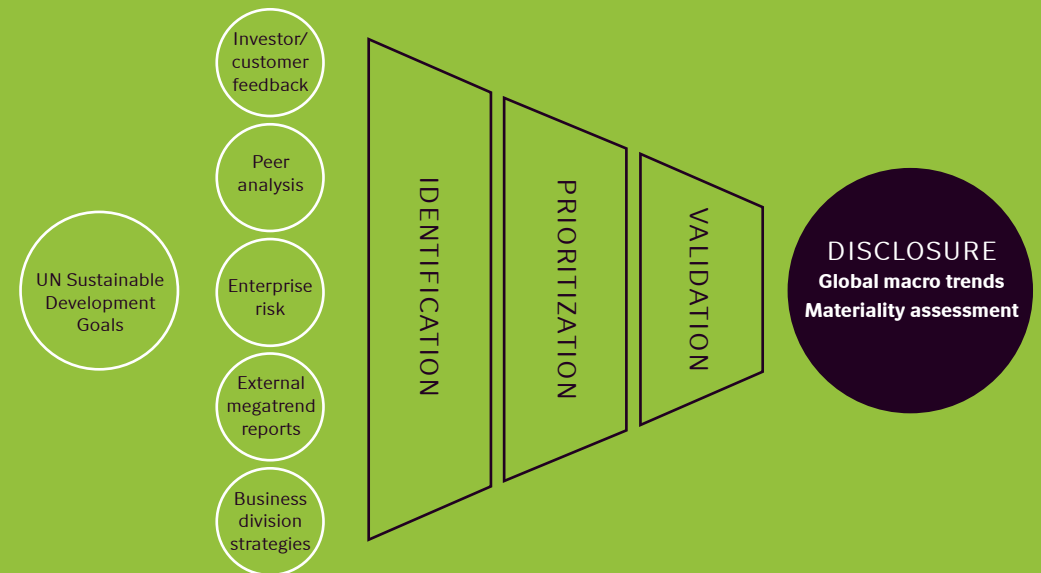 UN Sustainable
Development
Goals
Investor/
customer
feedback
Peer
analysis
Enterprise
risk
External
megatrend
reports
Business
division
strategies
IDENTIFICATION
PRIORITIZATION
VALIDATION
DISCLOSURE
Global macro trends
Materiality assessment